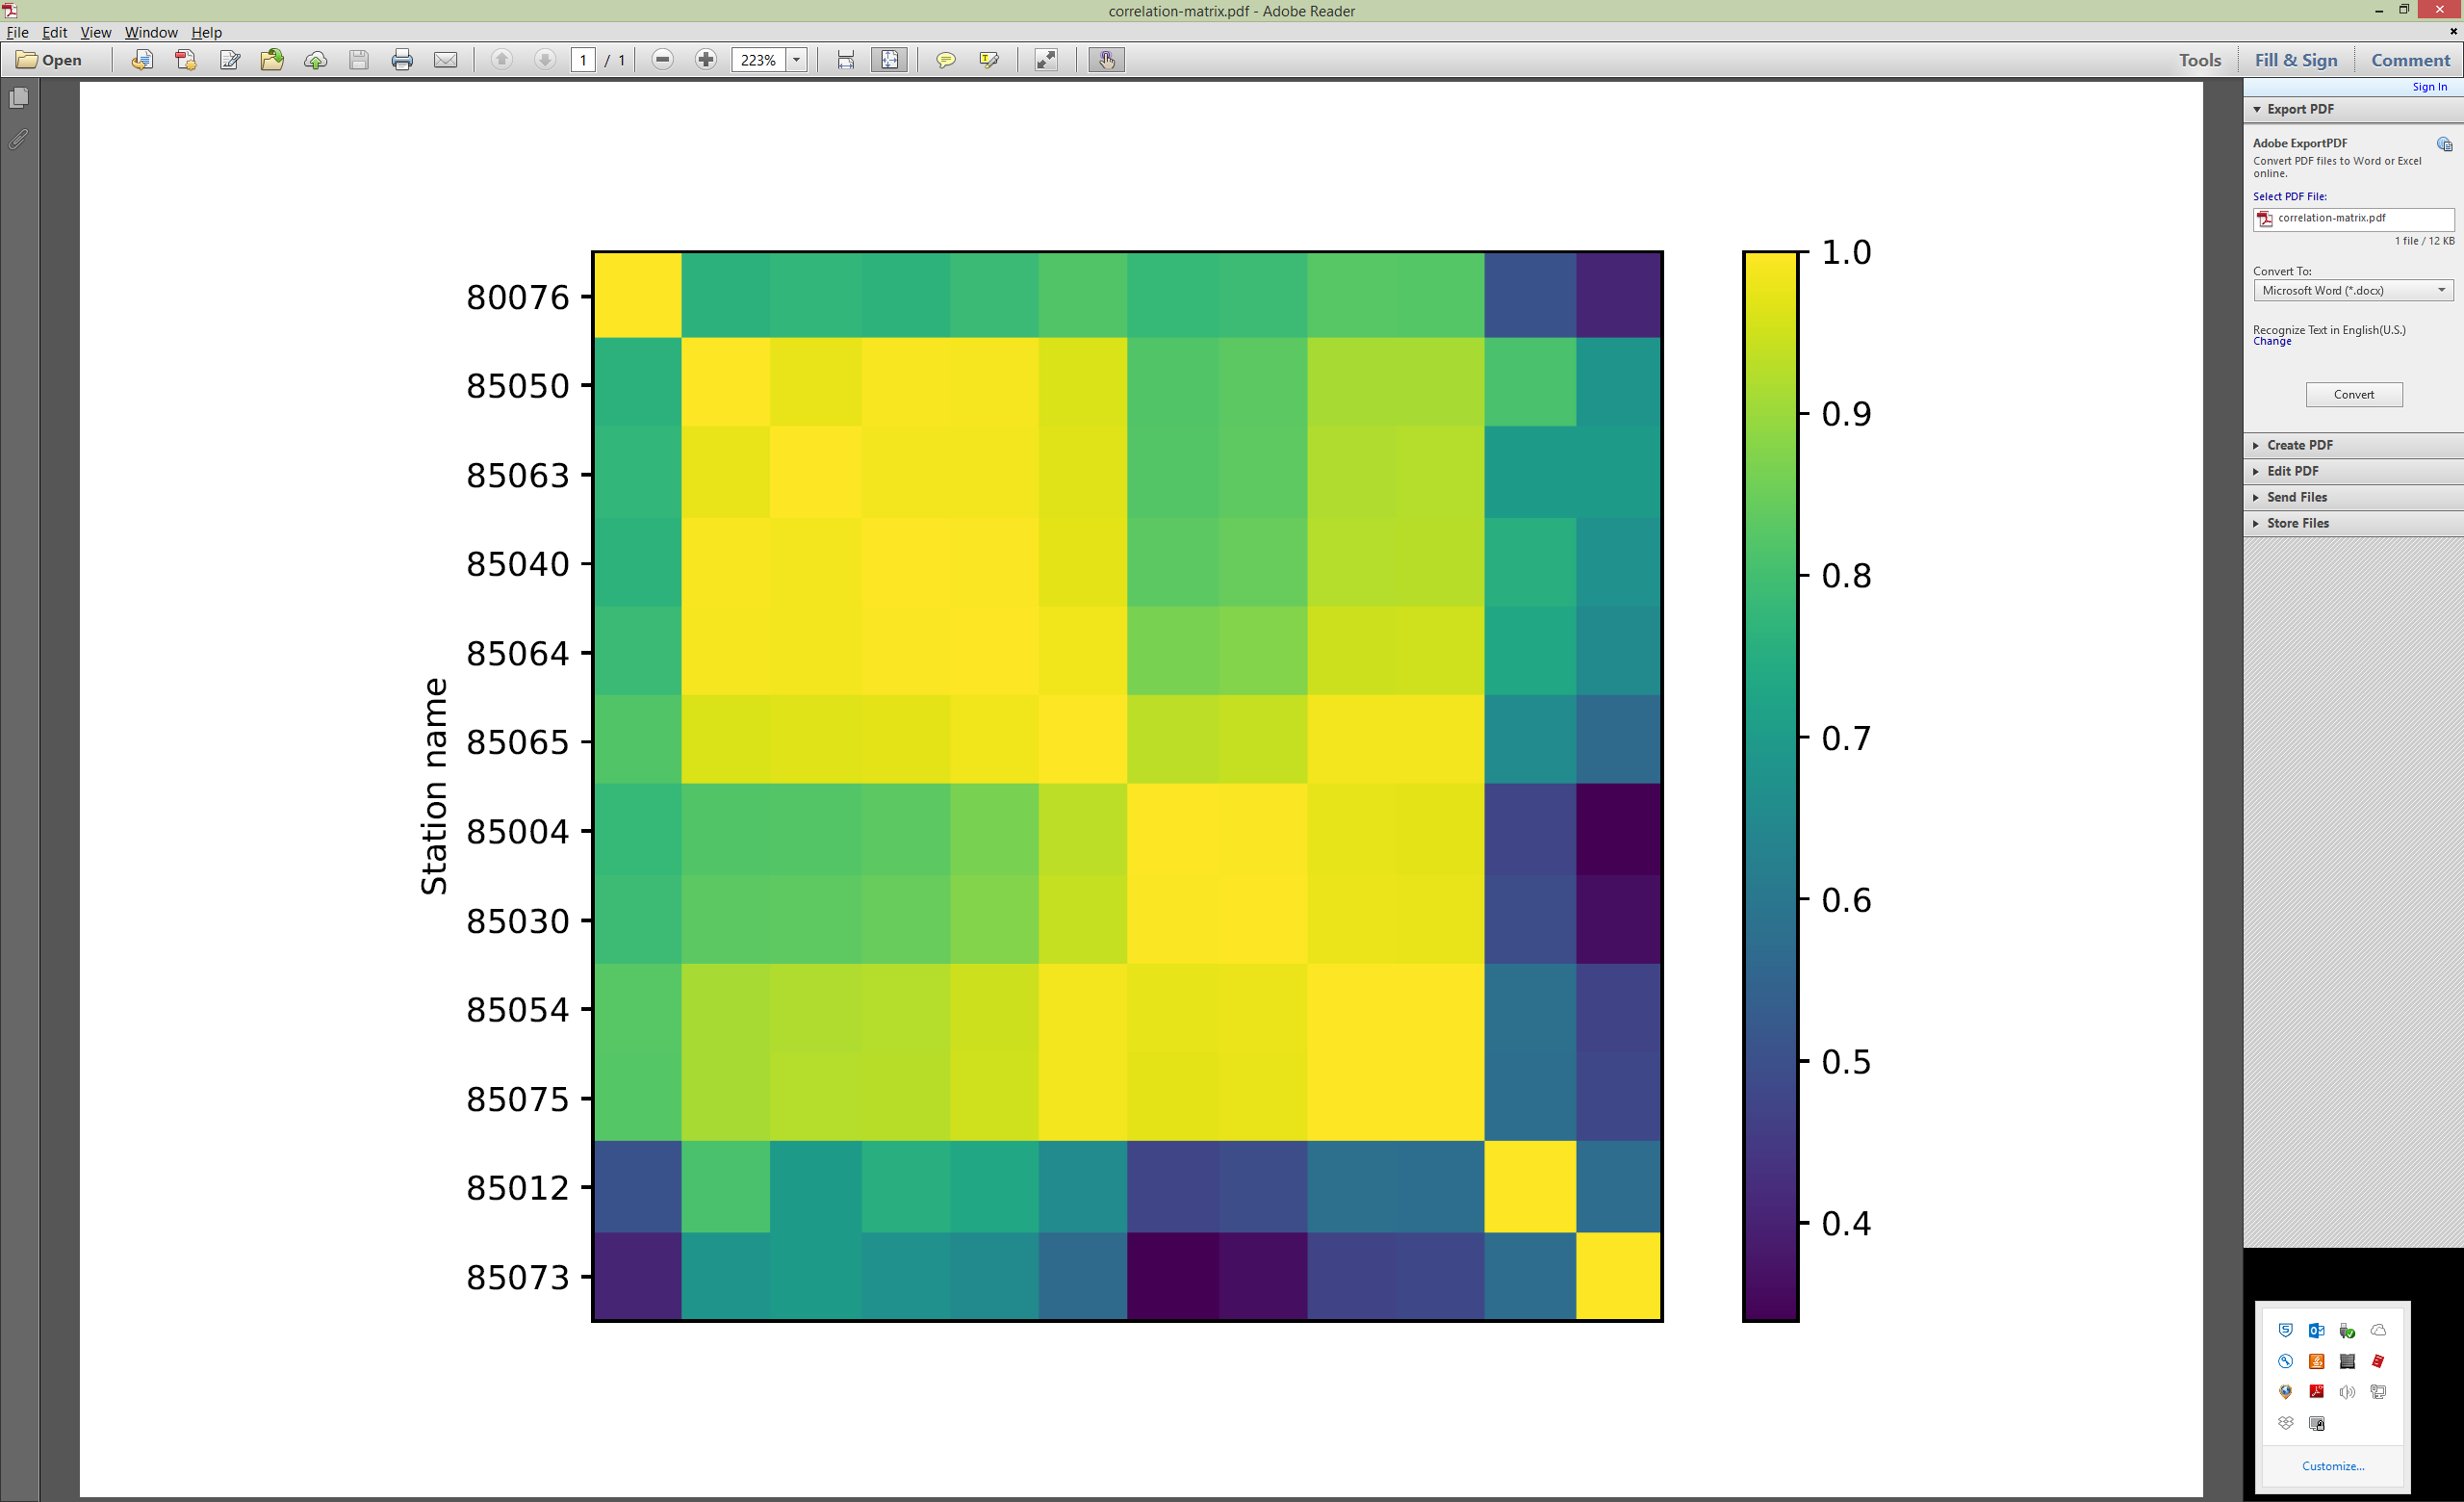 correlation-matrix.pdf - Adobe Reader
File Edit View Window Help
Open
1 / 1
223%
Tools Fill & Sign Comment
Sign In
Export PDF
Adobe ExportPDF
Convert PDF files to Word or Excel
online.
Select PDF File:
correlation-matrix.pdf
1 file / 12 KB
Convert To:
Microsoft Word (*.docx)
Recognize Text in English(U.S.)
Change
Convert
Create PDF
Edit PDF
Send Files
Store Files
Station name
80076
85050
85063
85040
85064
85065
85004
85030
85054
85075
85012
85073
1.0
0.9
0.8
0.7
0.6
0.5
0.4
Customize...